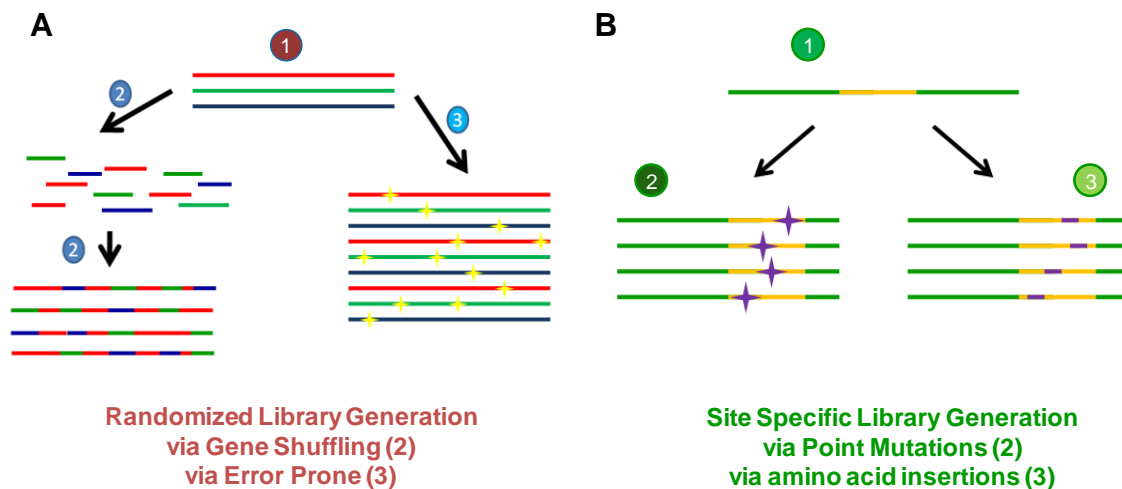 A
1
2
3
2
Randomized Library Generation
via Gene Shuffling (2)
via Error Prone (3)
B
1
2
3
Site Specific Library Generation
via Point Mutations (2)
via amino acid insertions (3)